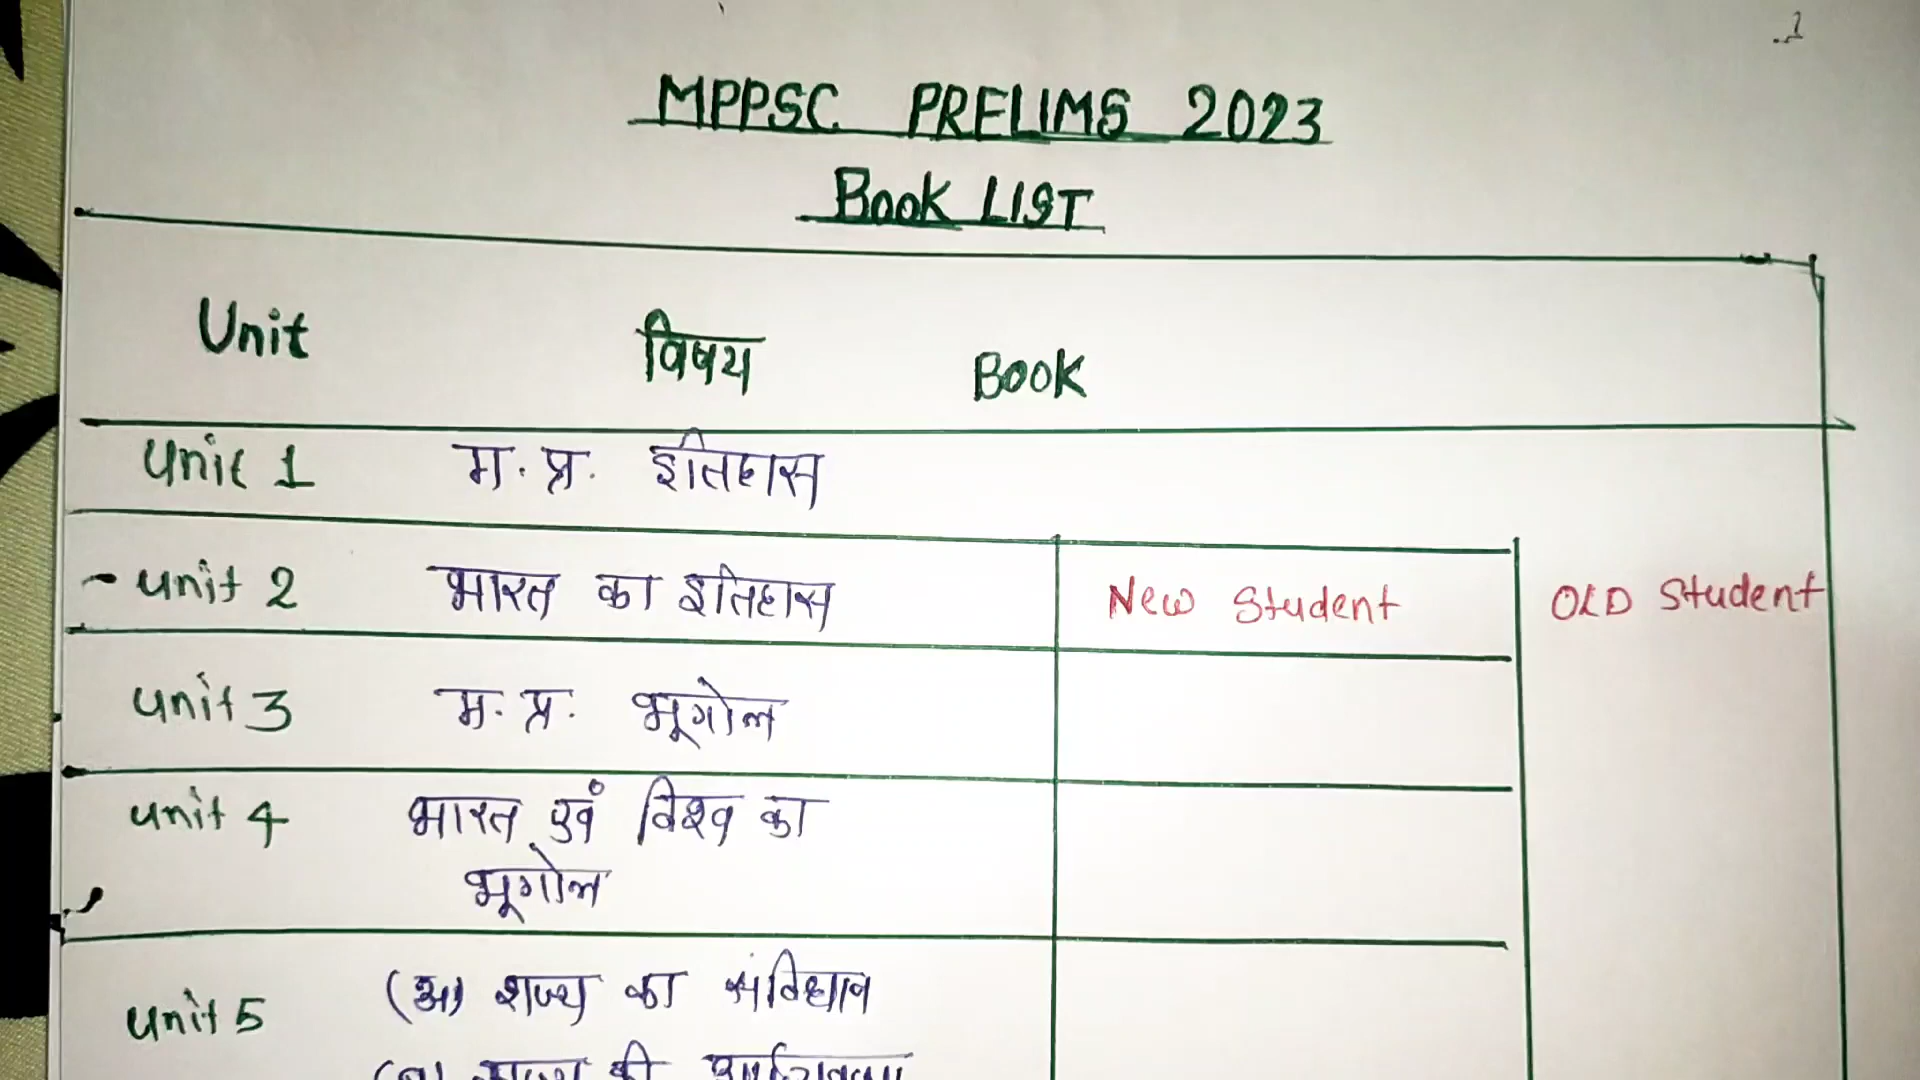 1
MPPSC PRELIMS 2023
Book LIST
Unit विषय Book
Unit 1 म. प्र. इतिहास
- unit 2 भारत का इतिहास New Student OLD Student
unit 3 म. प्र. भूगोल
unit 4 भारत एवं विश्व का
भूगोल
unit 5 (अ) राज्य का संविधान